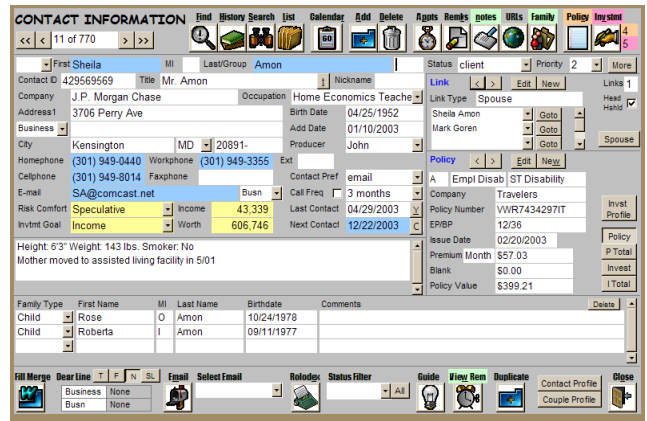 CONTACT INFORMATION Find History Search List Calendar Add Delete Appts Remks notes URLs Family Policy Invstmt
<< < 11 of 770 > >> 60 4
5
First Sheila MI Last/Group Amon Status client Priority 2 More
Contact ID 429569569 Title Mr. Amon ↕ Nickname Link < > Edit New Links 1
Company J.P. Morgan Chase Occupation Home Economics Teache Link Type Spouse Head Hshld
Address1 3706 Perry Ave Birth Date 04/25/1952 Sheila Amon Goto
Business Add Date 01/10/2003 Mark Goren Goto
City Kensington MD 20891- Producer John Goto Spouse
Homephone (301) 949-0440 Workphone (301) 949-3355 Ext Policy < > Edit New
Cellphone (301) 949-8014 Faxphone Contact Pref email A Empl Disab ST Disability
E-mail SA@comcast.net Busn Call Freq 3 months Company Travelers Invst Profile
Risk Comfort Speculative Income 43,339 Last Contact 04/29/2003 Y Policy Number VWR7434297IT
Invtmt Goal Income Worth 606,746 Next Contact 12/22/2003 C EP/BP 12/36 Policy
Height: 6'3" Weight: 143 lbs. Smoker: No Issue Date 02/20/2003
Mother moved to assisted living facility in 5/01 Premium Month $57.03 P Total
Blank $0.00 Invest
Policy Value $399.21 I Total
Family Type First Name MI Last Name Birthdate Comments Delete
Child Rose O Amon 10/24/1978
Child Roberta I Amon 09/11/1977
Fill Merge Dear Line T F N SL Email Select Email Rolodex Status Filter Guide View Rem Duplicate Contact Profile Close
Business None All Couple Profile
Busn None